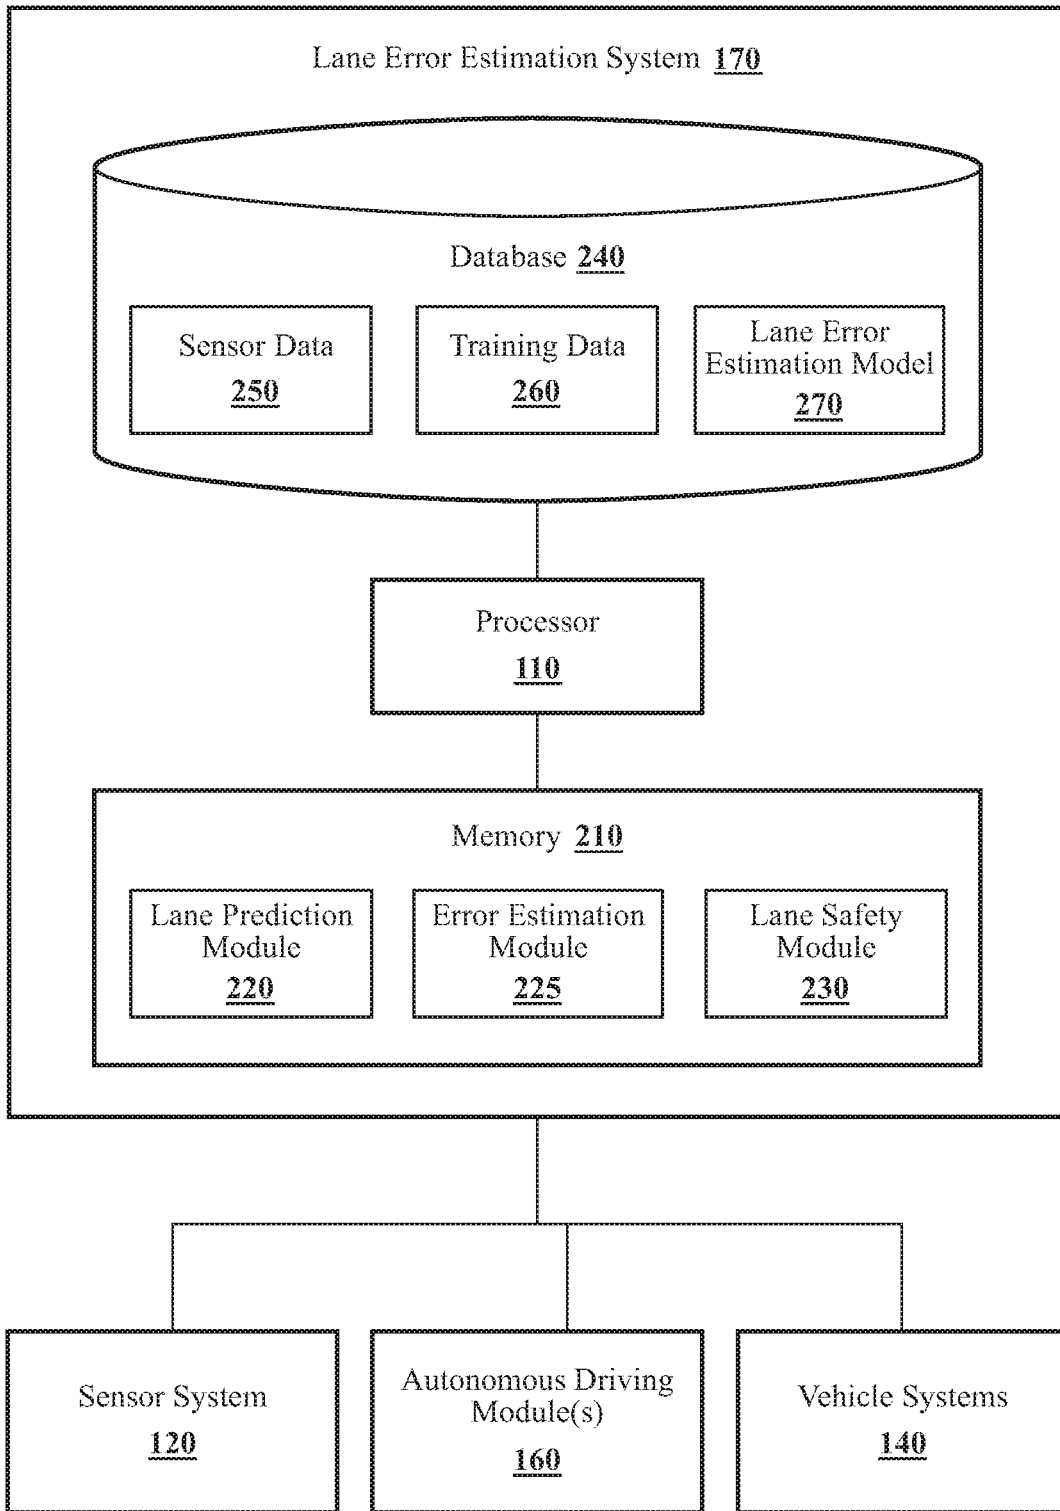 Lane Error Estimation System 170
Database 240
Sensor Data
250
Training Data
260
Lane Error
Estimation Model
270
Processor
110
Memory 210
Lane Prediction
Module
220
Error Estimation
Module
225
Lane Safety
Module
230
Sensor System
120
Autonomous Driving
Module(s)
160
Vehicle Systems
140